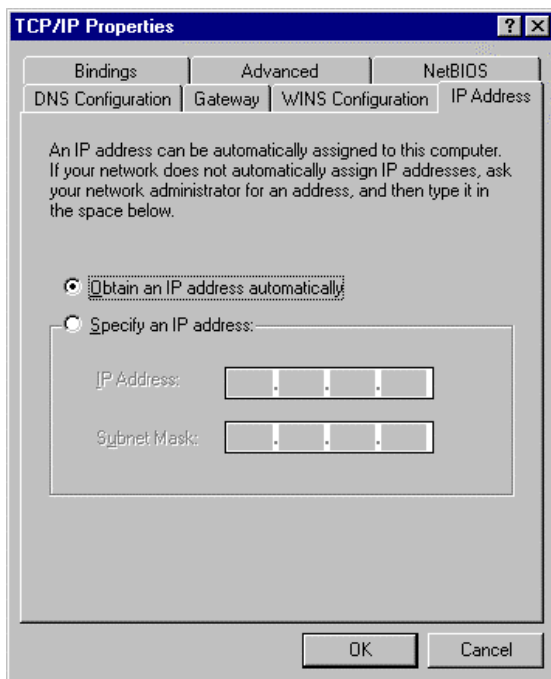 TCP/IP Properties
? X
Bindings Advanced NetBIOS
DNS Configuration Gateway WINS Configuration IP Address
An IP address can be automatically assigned to this computer.
If your network does not automatically assign IP addresses, ask
your network administrator for an address, and then type it in
the space below.
Obtain an IP address automatically
Specify an IP address:
IP Address: . . .
Subnet Mask: . . .
OK Cancel